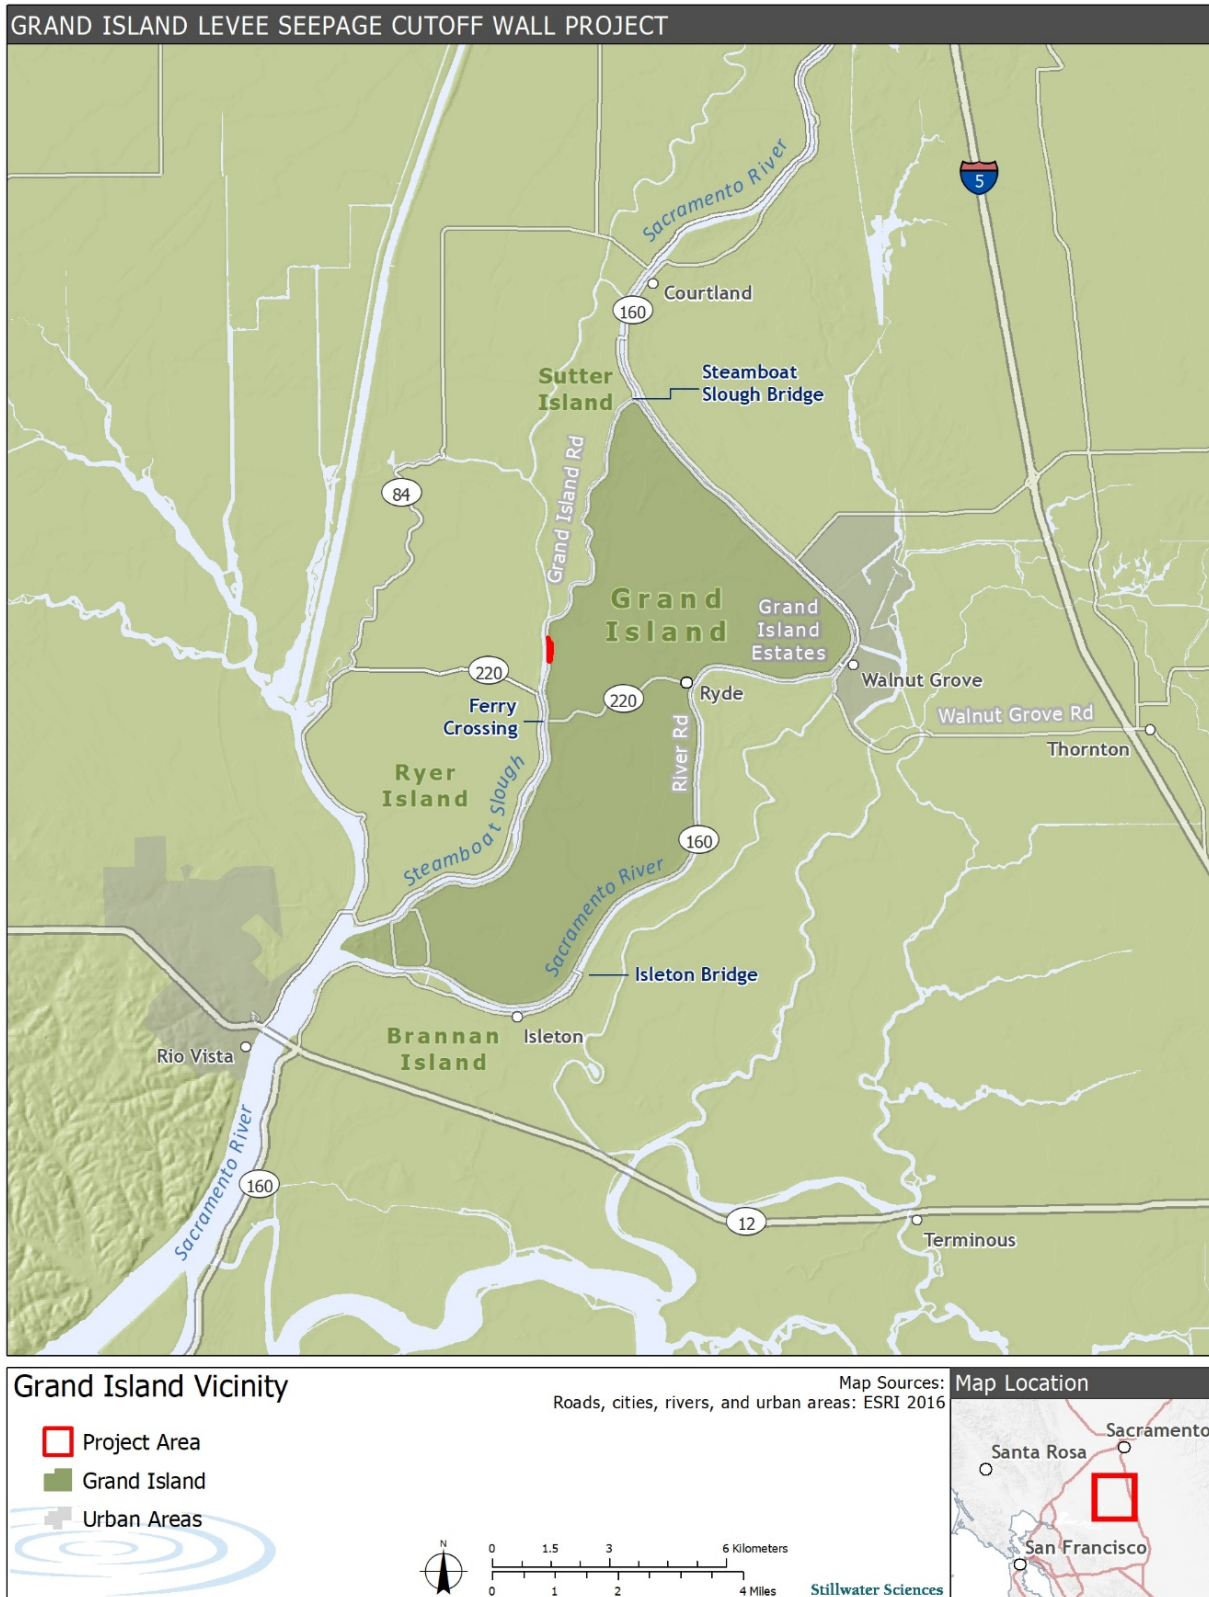 GRAND ISLAND LEVEE SEEPAGE CUTOFF WALL PROJECT
Sacramento River
5
Courtland
160
Steamboat
Slough Bridge
Sutter
Island
Grand Island Rd
84
Grand
Island
Grand
Island
Estates
Walnut Grove
220
220
Ryde
Ferry
Crossing
River Rd
Walnut Grove Rd
Thornton
Ryer
Island
Steamboat Slough
160
Sacramento River
Isleton Bridge
Isleton
Brannan
Island
Rio Vista
Sacramento River
160
12
Terminous
Grand Island Vicinity
Project Area
Grand Island
Urban Areas
Map Sources:
Roads, cities, rivers, and urban areas: ESRI 2016
N
0 1.5 3 6 Kilometers
0 1 2 4 Miles
Stillwater Sciences
Map Location
Sacramento
Santa Rosa
San Francisco